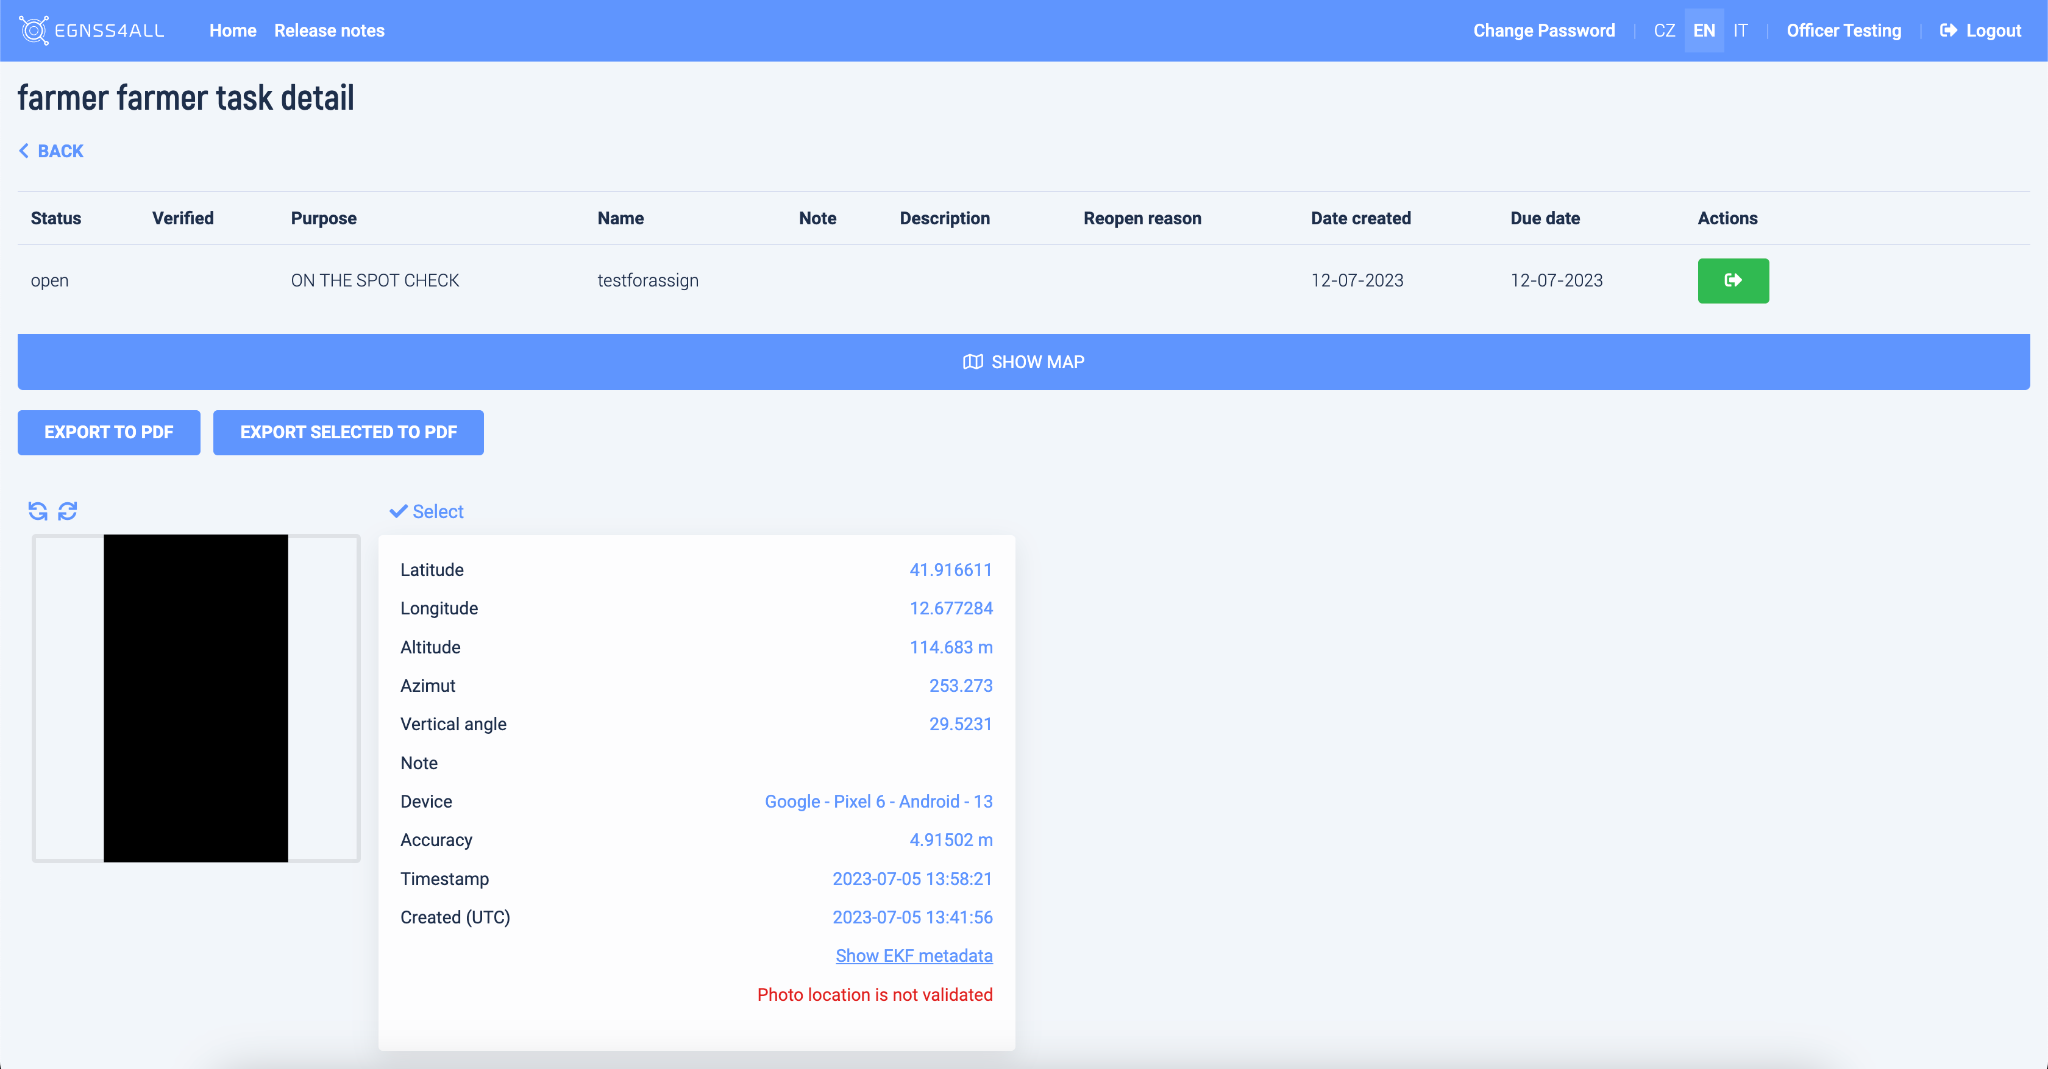 EGNSS4ALL Home Release notes Change Password CZ EN IT Officer Testing Logout
farmer farmer task detail
BACK
Status Verified Purpose Name Note Description Reopen reason Date created Due date Actions
open ON THE SPOT CHECK testforassign 12-07-2023 12-07-2023
SHOW MAP
EXPORT TO PDF EXPORT SELECTED TO PDF
Select
Latitude 41.916611
Longitude 12.677284
Altitude 114.683 m
Azimut 253.273
Vertical angle 29.5231
Note
Device Google - Pixel 6 - Android - 13
Accuracy 4.91502 m
Timestamp 2023-07-05 13:58:21
Created (UTC) 2023-07-05 13:41:56
Show EKF metadata
Photo location is not validated